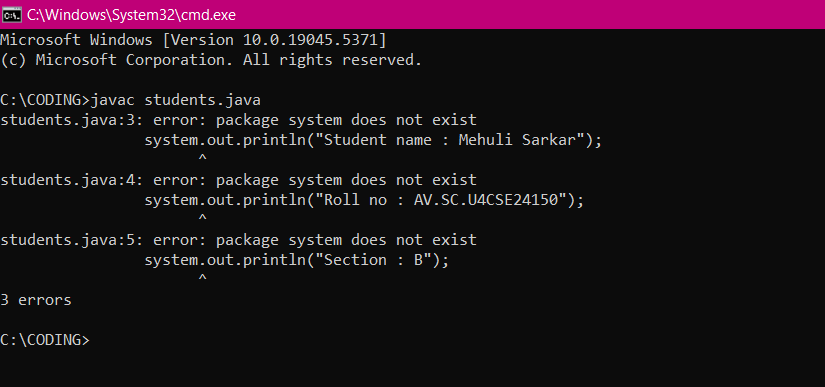 C:\Windows\System32\cmd.exe
Microsoft Windows [Version 10.0.19045.5371]
(c) Microsoft Corporation. All rights reserved.
C:\CODING>javac students.java
students.java:3: error: package system does not exist
system.out.println("Student name : Mehuli Sarkar");
^
students.java:4: error: package system does not exist
system.out.println("Roll no : AV.SC.U4CSE24150");
^
students.java:5: error: package system does not exist
system.out.println("Section : B");
^
3 errors
C:\CODING>